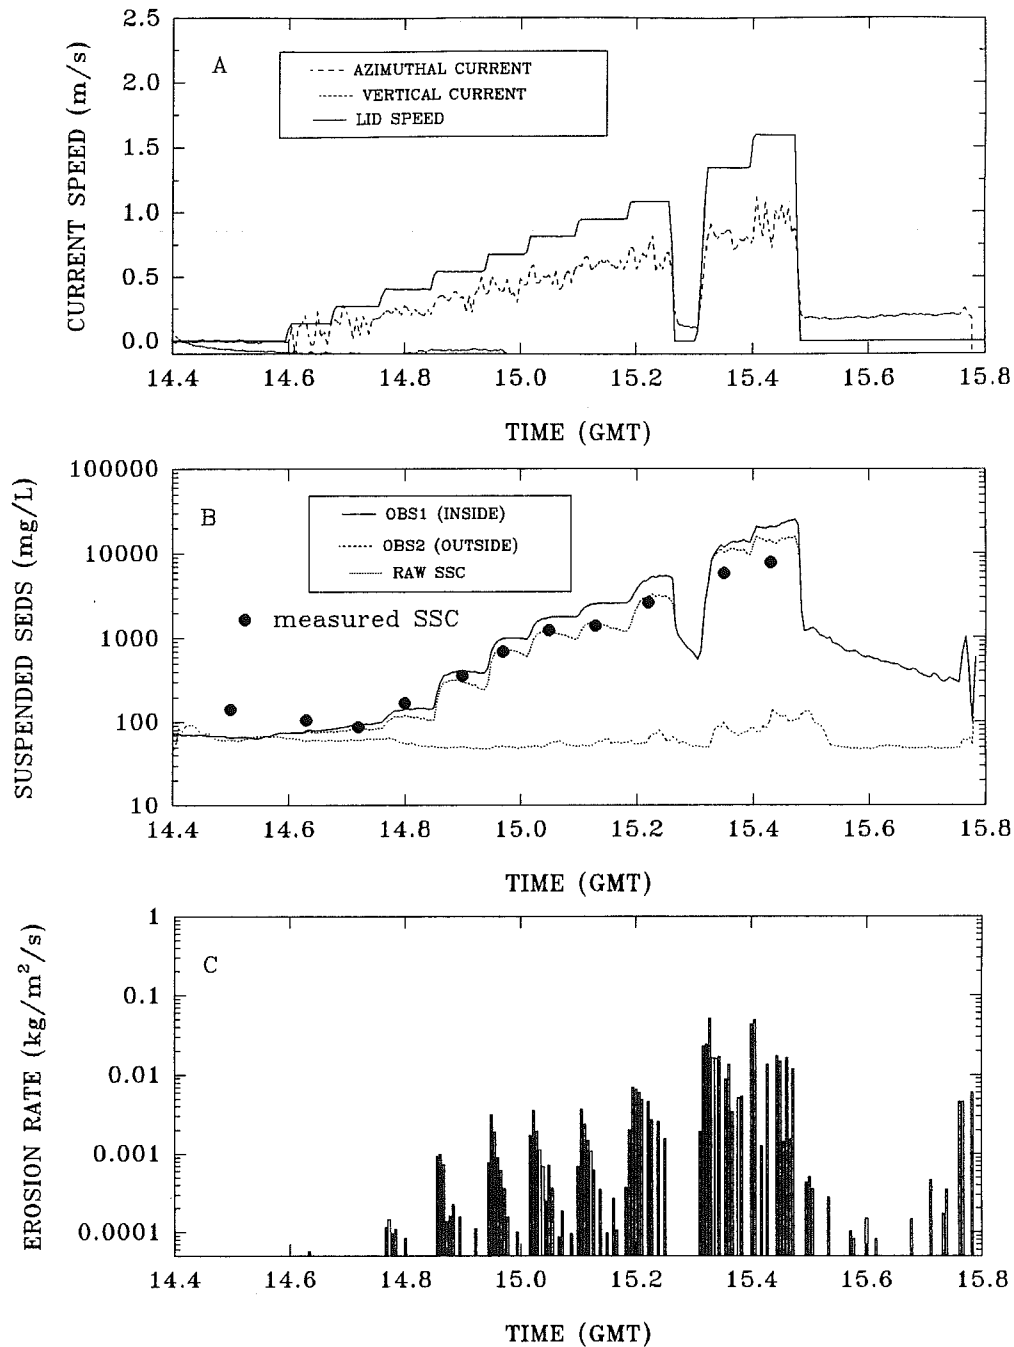 2.5
2.0
1.5
1.0
0.5
0.0
CURRENT SPEED (m/s)
A
AZIMUTHAL CURRENT
VERTICAL CURRENT
LID SPEED
14.4 14.6 14.8 15.0 15.2 15.4 15.6 15.8
TIME (GMT)
100000
10000
1000
100
10
SUSPENDED SEDS (mg/L)
B
OBS1 (INSIDE)
OBS2 (OUTSIDE)
RAW SSC
measured SSC
14.4 14.6 14.8 15.0 15.2 15.4 15.6 15.8
TIME (GMT)
1
0.1
0.01
0.001
0.0001
EROSION RATE (kg/m²/s)
C
14.4 14.6 14.8 15.0 15.2 15.4 15.6 15.8
TIME (GMT)